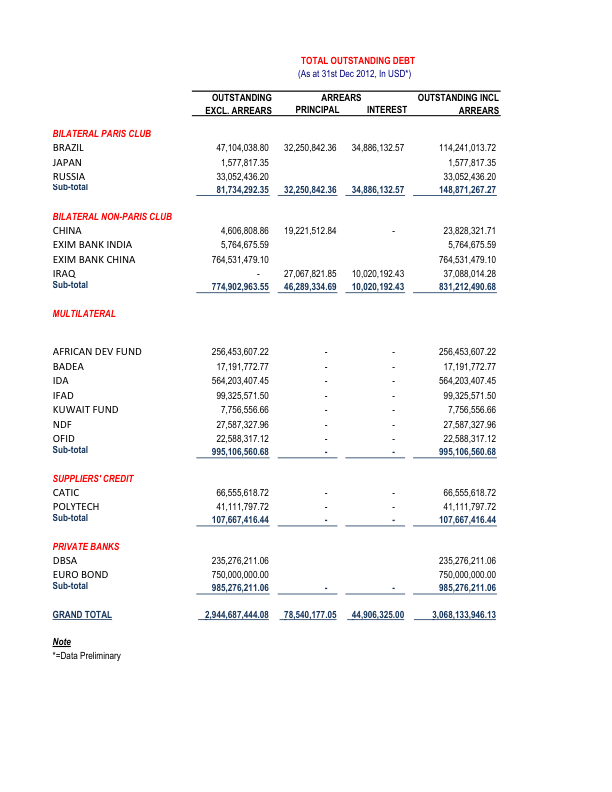 TOTAL OUTSTANDING DEBT
(As at 31st Dec 2012, In USD*)
OUTSTANDING ARREARS OUTSTANDING INCL
EXCL. ARREARS PRINCIPAL INTEREST ARREARS
BILATERAL PARIS CLUB
BRAZIL 47,104,038.80 32,250,842.36 34,886,132.57 114,241,013.72
JAPAN 1,577,817.35 1,577,817.35
RUSSIA 33,052,436.20 33,052,436.20
Sub-total 81,734,292.35 32,250,842.36 34,886,132.57 148,871,267.27
BILATERAL NON-PARIS CLUB
CHINA 4,606,808.86 19,221,512.84 - 23,828,321.71
EXIM BANK INDIA 5,764,675.59 5,764,675.59
EXIM BANK CHINA 764,531,479.10 764,531,479.10
IRAQ - 27,067,821.85 10,020,192.43 37,088,014.28
Sub-total 774,902,963.55 46,289,334.69 10,020,192.43 831,212,490.68
MULTILATERAL
AFRICAN DEV FUND 256,453,607.22 - - 256,453,607.22
BADEA 17,191,772.77 - - 17,191,772.77
IDA 564,203,407.45 - - 564,203,407.45
IFAD 99,325,571.50 - - 99,325,571.50
KUWAIT FUND 7,756,556.66 - - 7,756,556.66
NDF 27,587,327.96 - - 27,587,327.96
OFID 22,588,317.12 - - 22,588,317.12
Sub-total 995,106,560.68 - - 995,106,560.68
SUPPLIERS' CREDIT
CATIC 66,555,618.72 - - 66,555,618.72
POLYTECH 41,111,797.72 - - 41,111,797.72
Sub-total 107,667,416.44 - - 107,667,416.44
PRIVATE BANKS
DBSA 235,276,211.06 235,276,211.06
EURO BOND 750,000,000.00 750,000,000.00
Sub-total 985,276,211.06 - - 985,276,211.06
GRAND TOTAL 2,944,687,444.08 78,540,177.05 44,906,325.00 3,068,133,946.13
Note
*=Data Preliminary